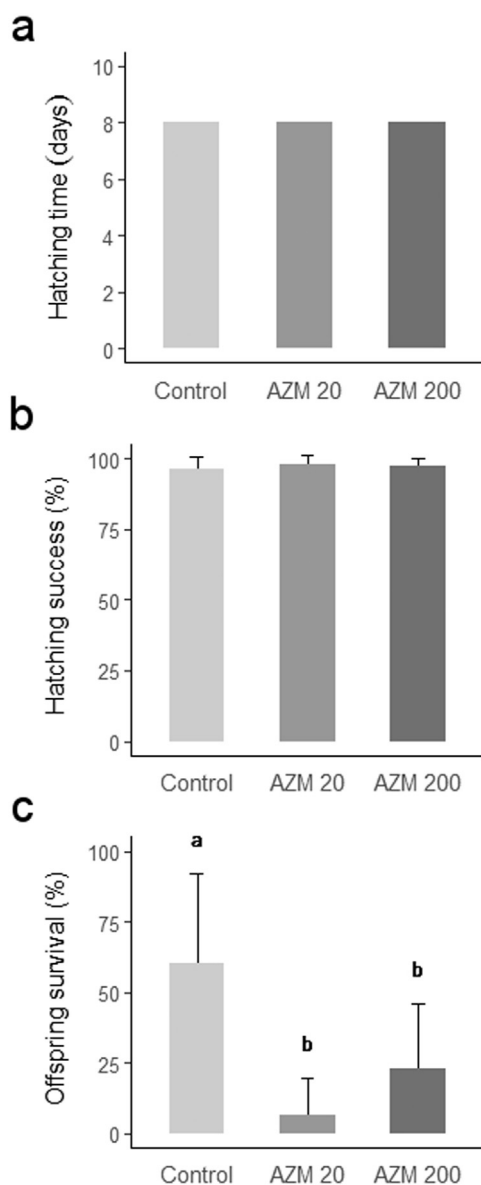 a
Hatching time (days)
10
8
6
4
2
0
Control AZM 20 AZM 200
b
Hatching success (%)
100
75
50
25
0
Control AZM 20 AZM 200
c
Offspring survival (%)
100
75
50
25
0
a
b
b
Control AZM 20 AZM 200